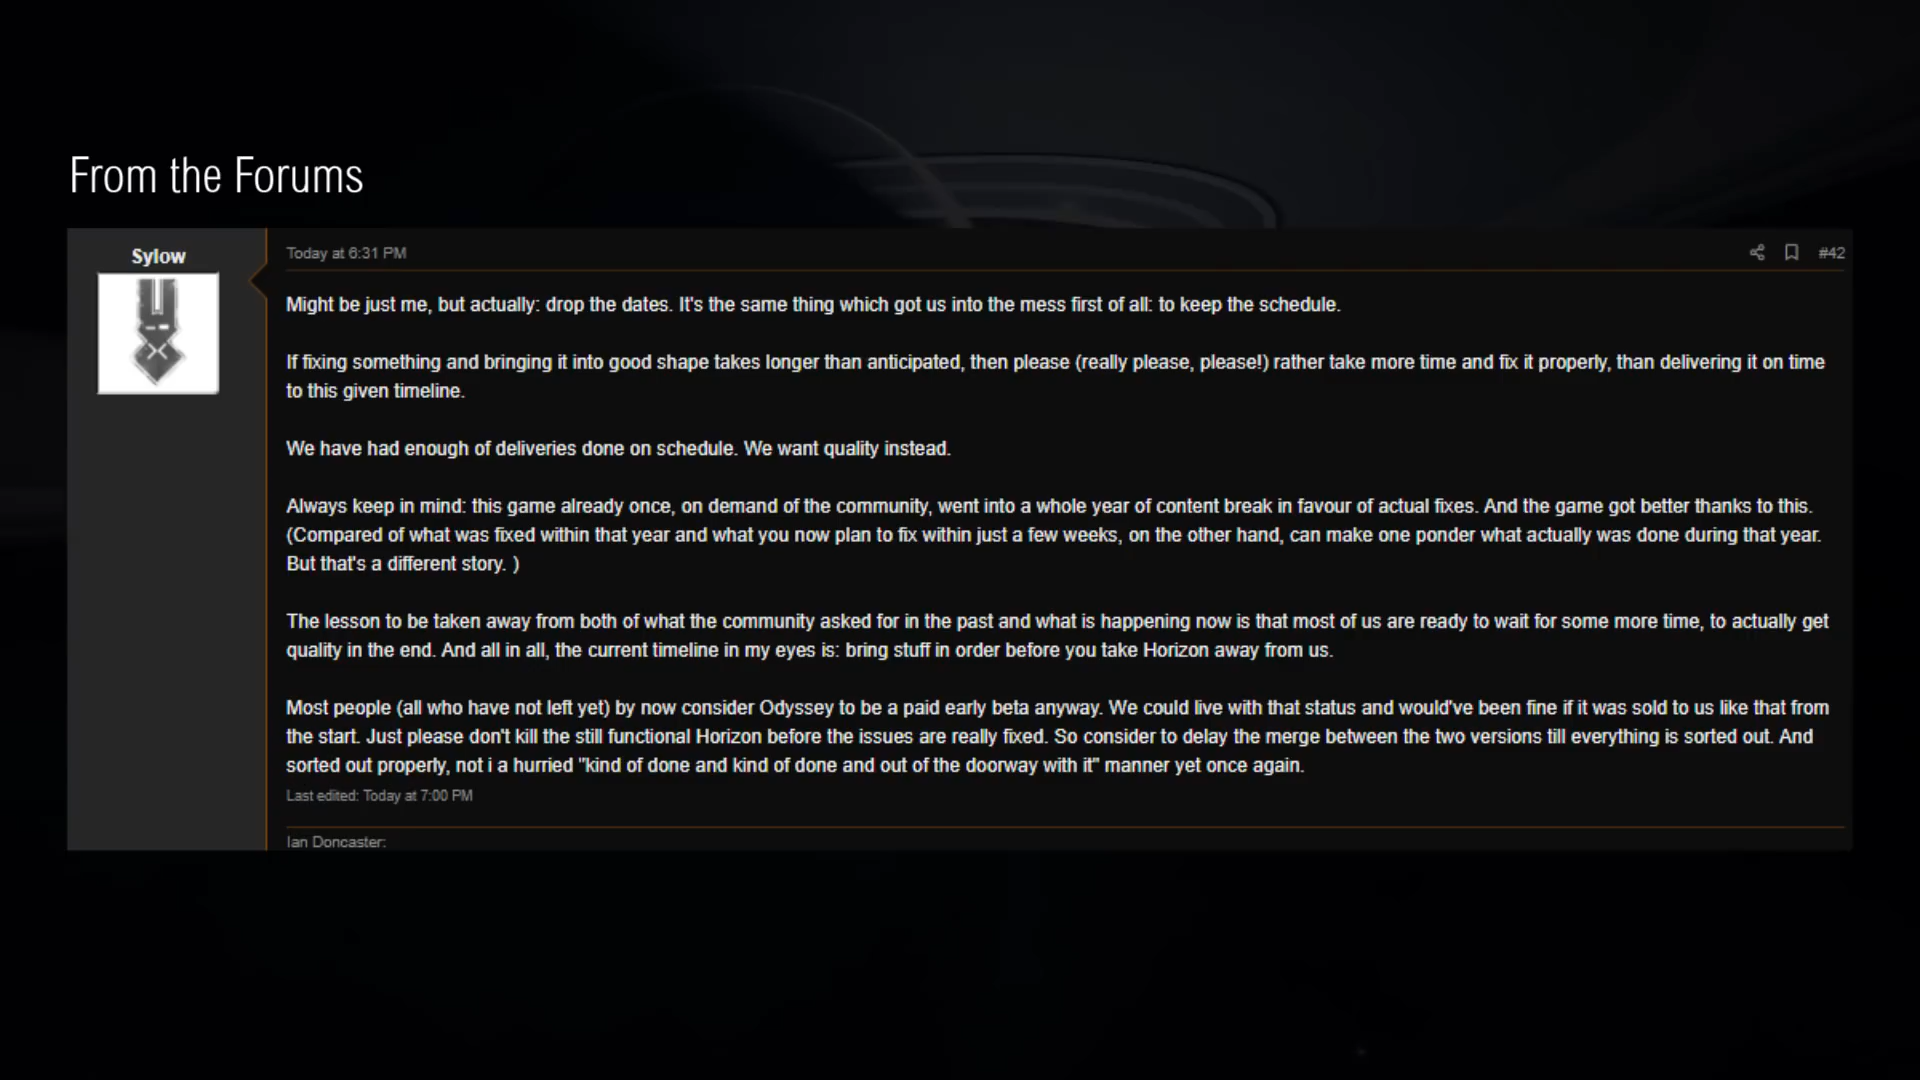 From the Forums
Sylow
Today at 6:31 PM
#42
Might be just me, but actually: drop the dates. It's the same thing which got us into the mess first of all: to keep the schedule.
If fixing something and bringing it into good shape takes longer than anticipated, then please (really please, please!) rather take more time and fix it properly, than delivering it on time
to this given timeline.
We have had enough of deliveries done on schedule. We want quality instead.
Always keep in mind: this game already once, on demand of the community, went into a whole year of content break in favour of actual fixes. And the game got better thanks to this.
(Compared of what was fixed within that year and what you now plan to fix within just a few weeks, on the other hand, can make one ponder what actually was done during that year.
But that's a different story. )
The lesson to be taken away from both of what the community asked for in the past and what is happening now is that most of us are ready to wait for some more time, to actually get
quality in the end. And all in all, the current timeline in my eyes is: bring stuff in order before you take Horizon away from us.
Most people (all who have not left yet) by now consider Odyssey to be a paid early beta anyway. We could live with that status and would've been fine if it was sold to us like that from
the start. Just please don't kill the still functional Horizon before the issues are really fixed. So consider to delay the merge between the two versions till everything is sorted out. And
sorted out properly, not i a hurried "kind of done and kind of done and out of the doorway with it" manner yet once again.
Last edited: Today at 7:00 PM
Ian Doncaster: